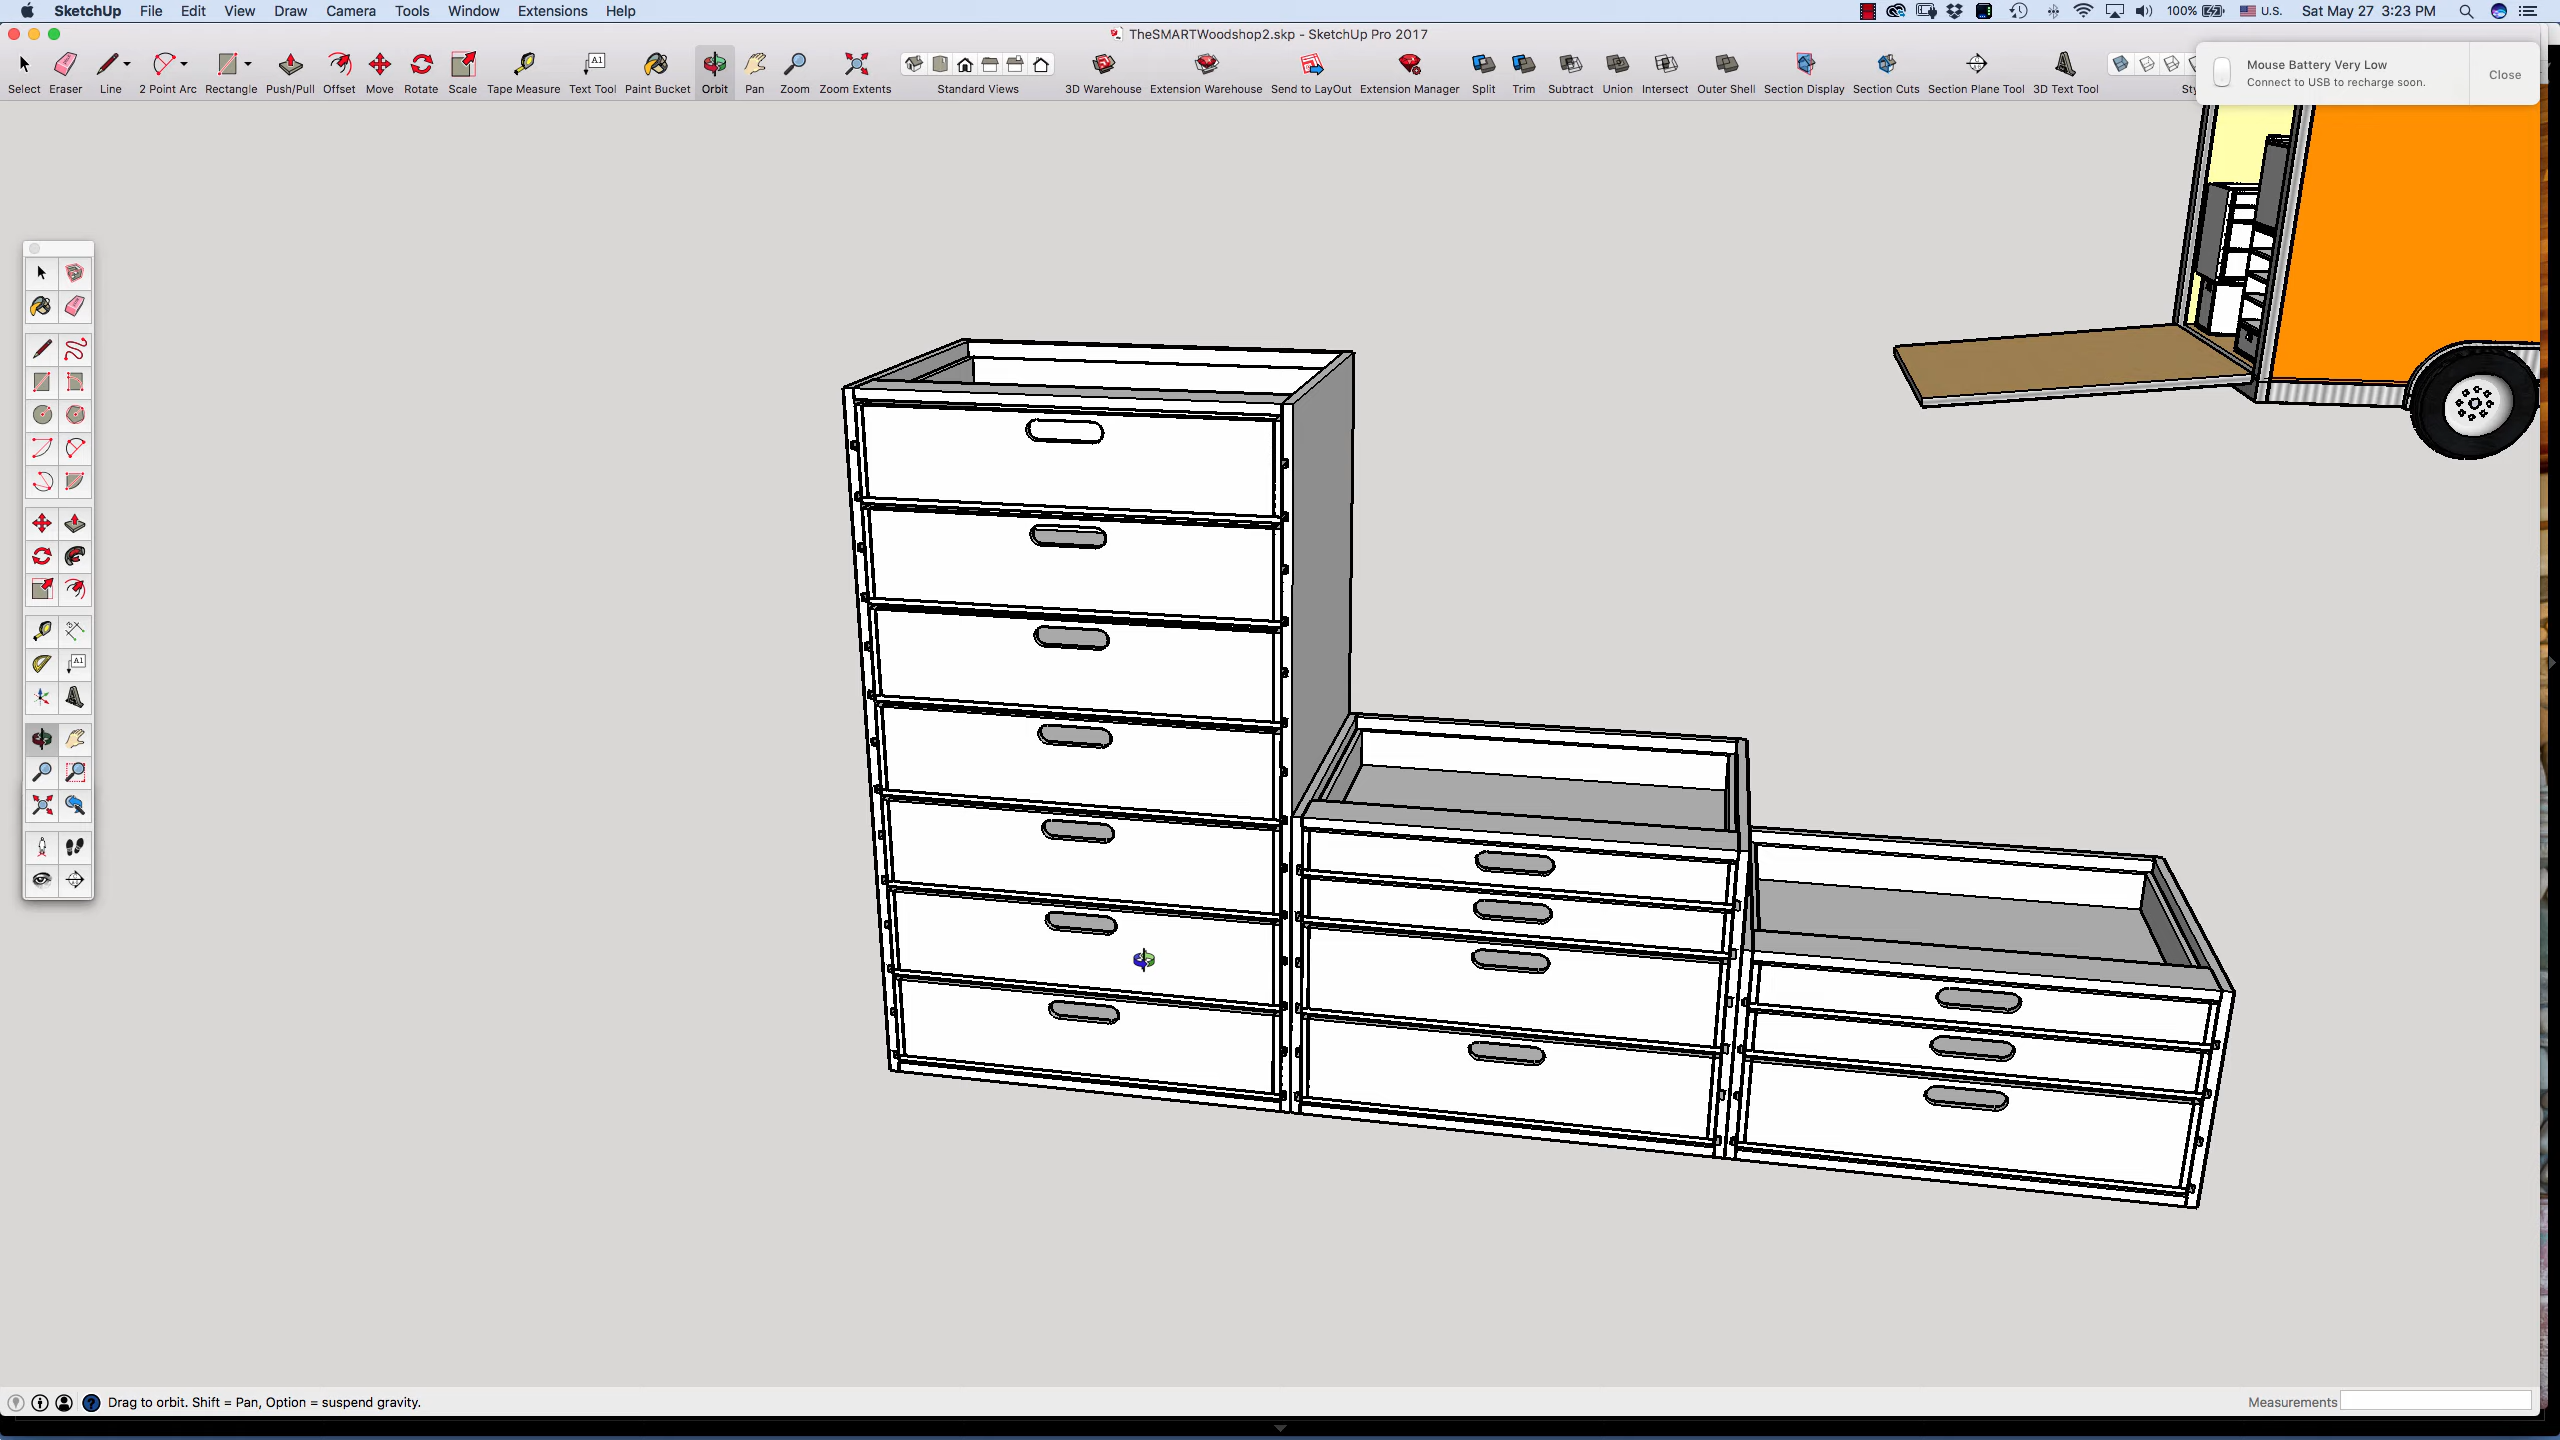 SketchUp File Edit View Draw Camera Tools Window Extensions Help 100% U.S. Sat May 27 3:23 PM
TheSMARTWoodshop2.skp - SketchUp Pro 2017
A1
Select Eraser Line 2 Point Arc Rectangle Push/Pull Offset Move Rotate Scale Tape Measure Text Tool Paint Bucket Orbit Pan Zoom Zoom Extents Standard Views 3D Warehouse Extension Warehouse Send to LayOut Extension Manager Split Trim Subtract Union Intersect Outer Shell Section Display Section Cuts Section Plane Tool 3D Text Tool
Mouse Battery Very Low
Connect to USB to recharge soon.
Close
A1
Drag to orbit. Shift = Pan, Option = suspend gravity.
Measurements